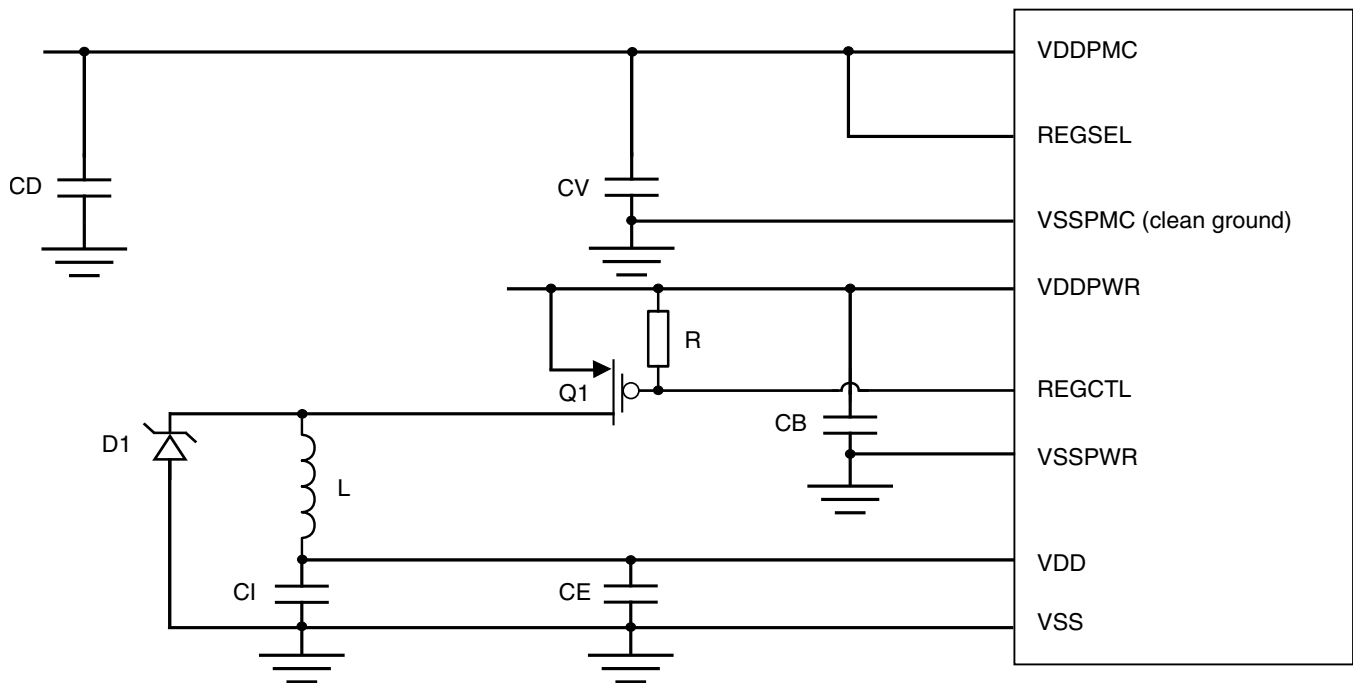 VDDPMC
REGSEL
CD
CV
VSSPMC (clean ground)
VDDPWR
R
Q1
REGCTL
CB
D1
VSSPWR
L
VDD
CI
CE
VSS